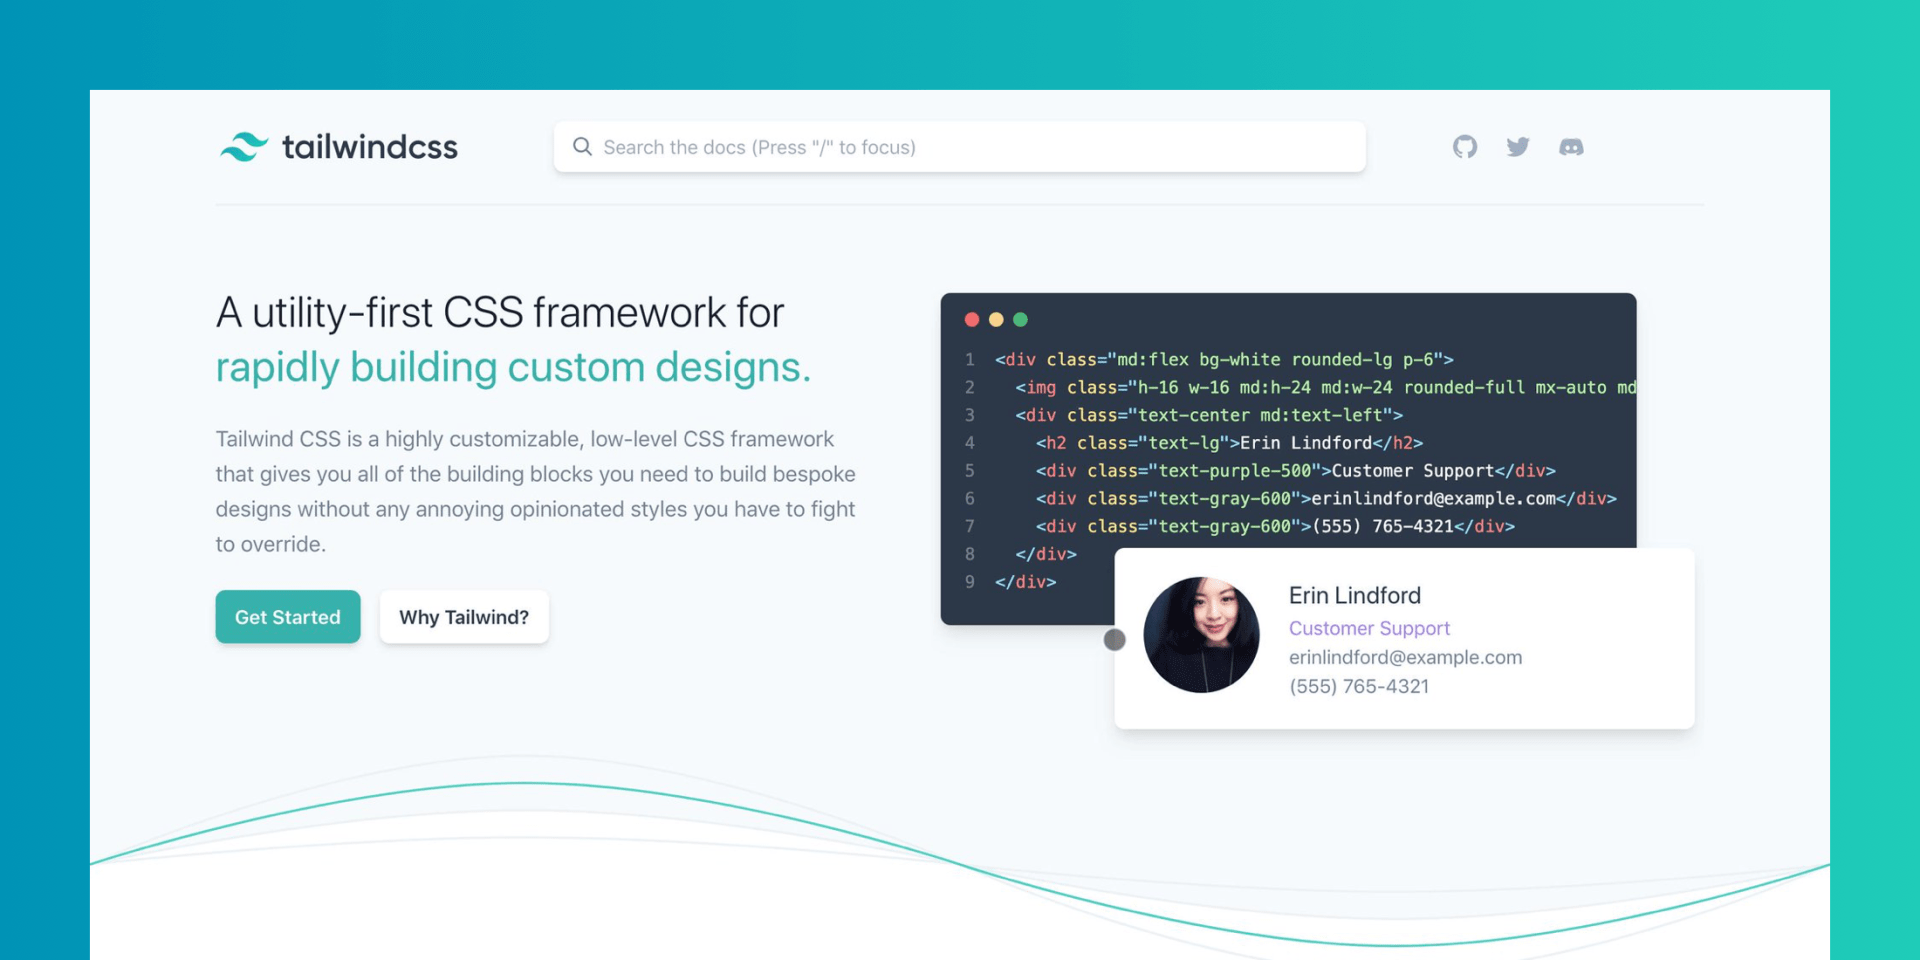 tailwindcss
Search the docs (Press "/" to focus)
A utility-first CSS framework for
rapidly building custom designs.
Tailwind CSS is a highly customizable, low-level CSS framework
that gives you all of the building blocks you need to build bespoke
designs without any annoying opinionated styles you have to fight
to override.
Get Started
Why Tailwind?
1 <div class="md:flex bg-white rounded-lg p-6">
2 <img class="h-16 w-16 md:h-24 md:w-24 rounded-full mx-auto md
3 <div class="text-center md:text-left">
4 <h2 class="text-lg">Erin Lindford</h2>
5 <div class="text-purple-500">Customer Support</div>
6 <div class="text-gray-600">erinlindford@example.com</div>
7 <div class="text-gray-600">(555) 765-4321</div>
8 </div>
9 </div>
Erin Lindford
Customer Support
erinlindford@example.com
(555) 765-4321